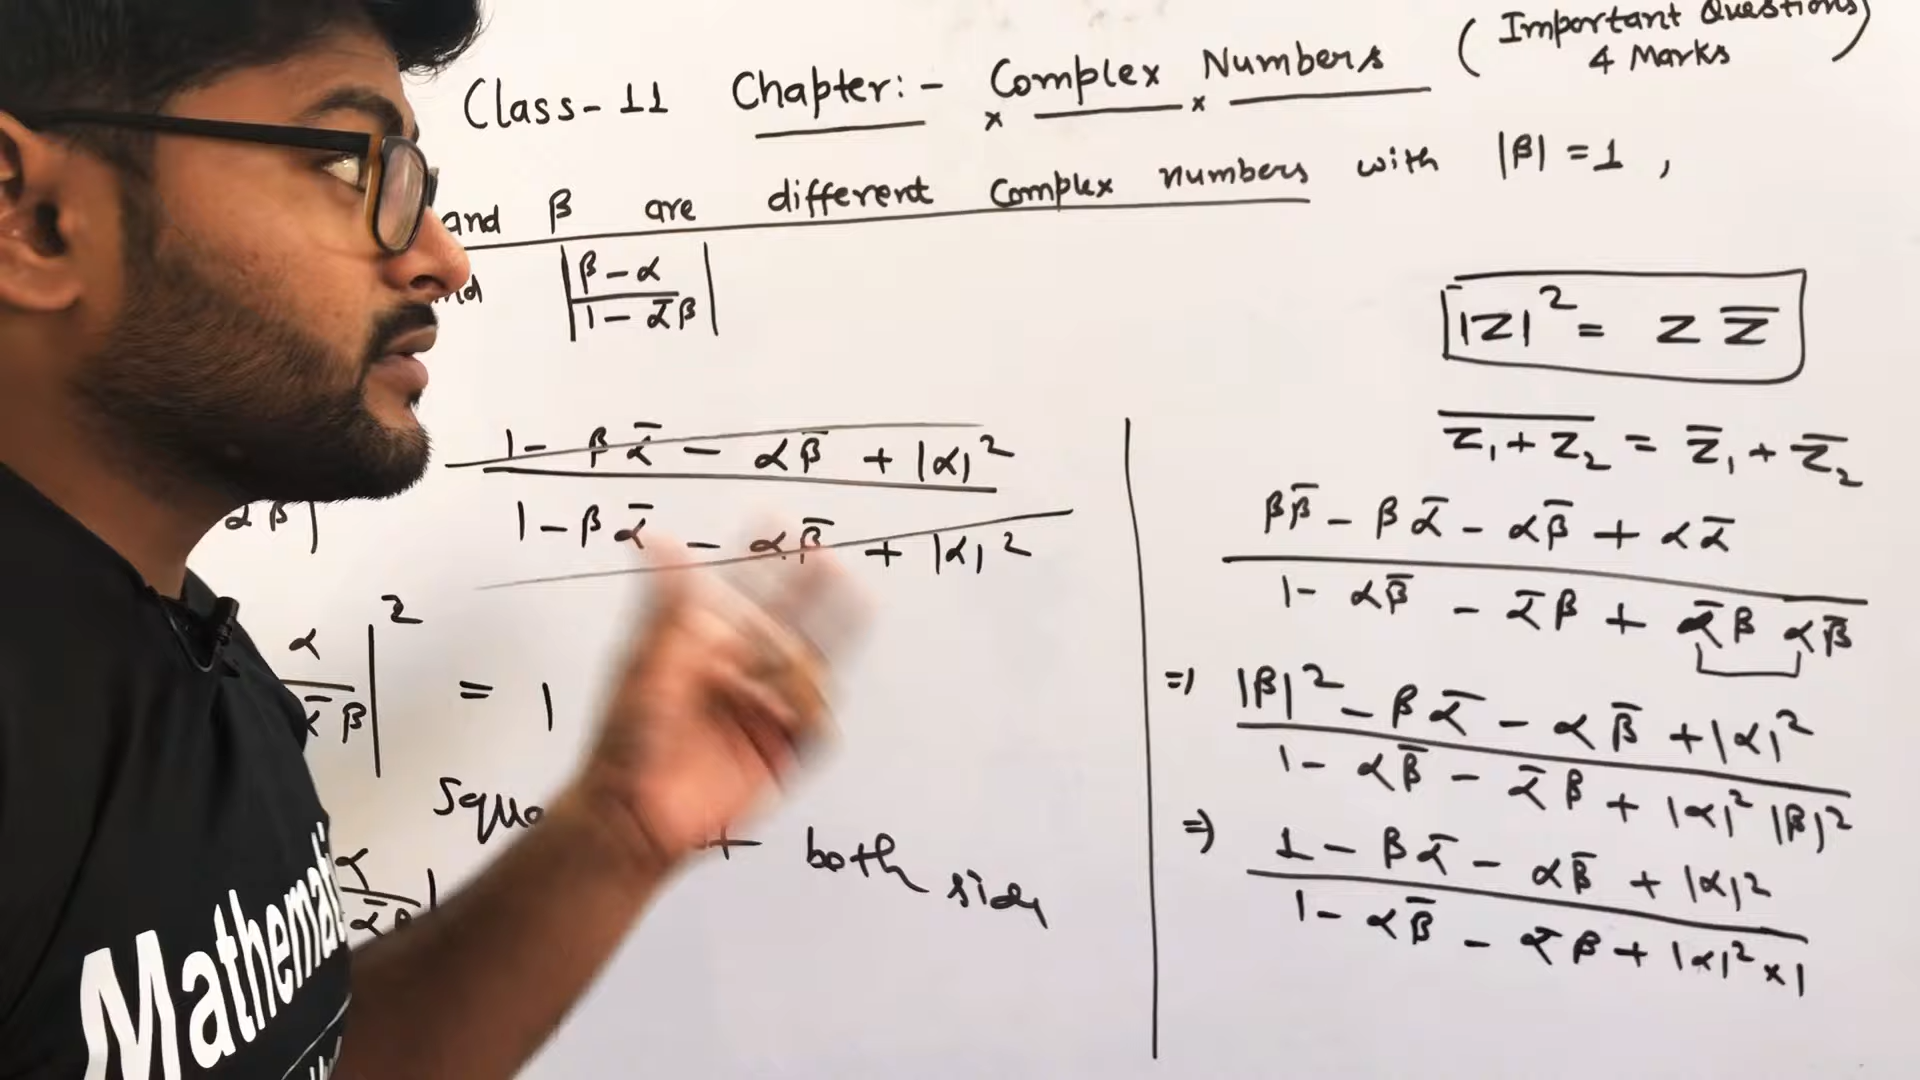 Class-11 Chapter:- Complex Numbers (Important Questions)
4 Marks
and β are different Complex numbers with |β| = 1 ,
|β-α / 1-ᾱβ|
|z|² = z z̄
1- βᾱ - αβ̄ + |α|²
1-βᾱ - αβ̄ + |α|²
α
ᾱβ|² = 1
both side
‾(z₁+z₂) = z̄₁+z̄₂
ββ̄ - βᾱ - αβ̄ + αᾱ
1- αβ̄ - ᾱβ + ᾱβ αβ̄
=> |β|² - βᾱ - αβ̄ + |α|²
1- αβ̄ - ᾱβ + |α|²|β|²
=> 1 - βᾱ - αβ̄ + |α|²
1- αβ̄ - ᾱβ + |α|²×1